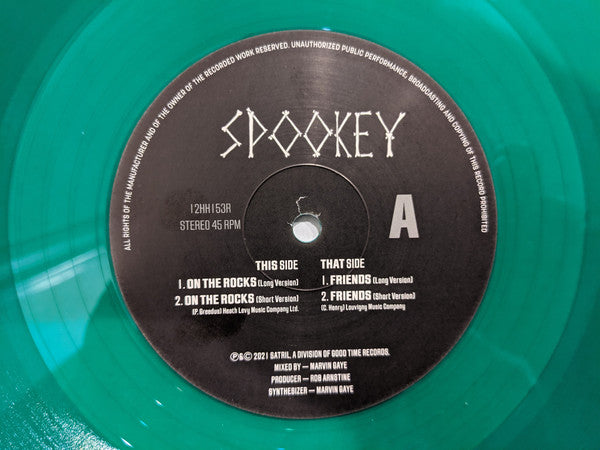 ALL RIGHTS OF THE MANUFACTURER AND OF THE OWNER OF THE RECORDED WORK RESERVED. UNAUTHORIZED PUBLIC PERFORMANCE, BROADCASTING AND COPYING OF THIS RECORD PROHIBITED
SPOOKEY
12HH153R
STEREO 45 RPM
A
THIS SIDE
1. ON THE ROCKS (Long Version)
2. ON THE ROCKS (Short Version)
(P. Breadus) Heath Levy Music Company Ltd.
THAT SIDE
1. FRIENDS (Long Version)
2. FRIENDS (Short Version)
(C. Henry) Louvigny Music Company
℗&© 2021 SATRIL, A DIVISION OF GOOD TIME RECORDS.
MIXED BY — MARVIN GAYE
PRODUCER — ROB ARNSTINE
SYNTHESIZER — MARVIN GAYE